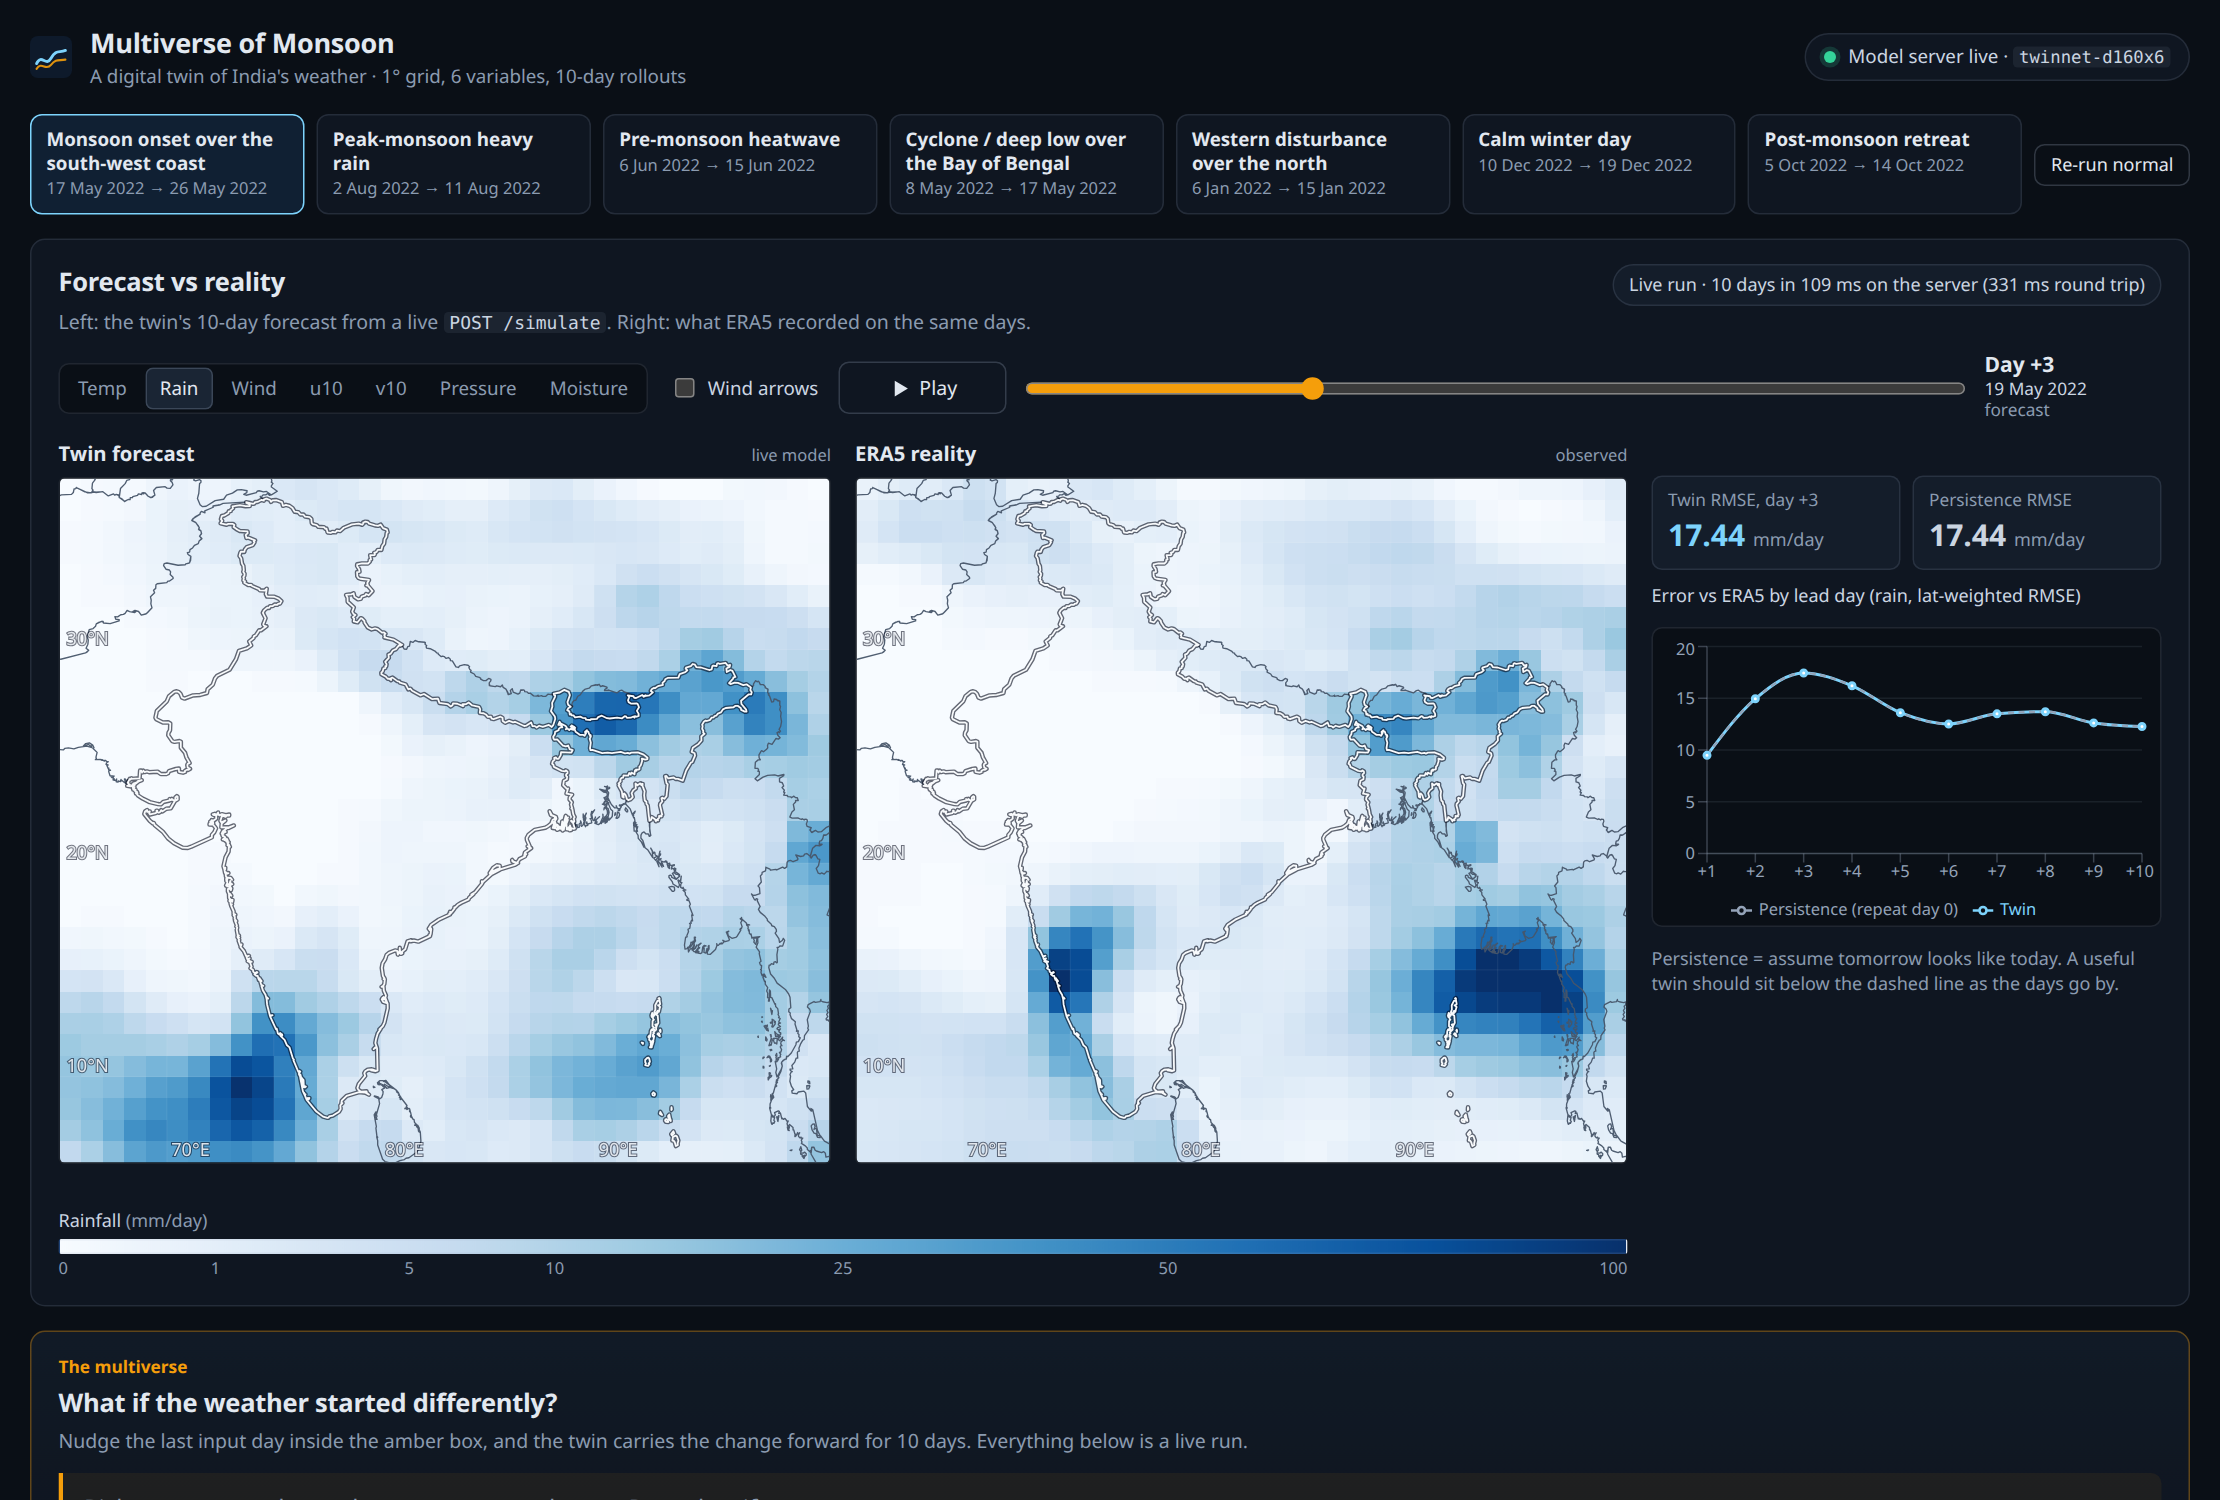 Multiverse of Monsoon
A digital twin of India's weather · 1° grid, 6 variables, 10-day rollouts
Model server live · twinnet-d160x6
Monsoon onset over the
south-west coast
17 May 2022 → 26 May 2022
Peak-monsoon heavy
rain
2 Aug 2022 → 11 Aug 2022
Pre-monsoon heatwave
6 Jun 2022 → 15 Jun 2022
Cyclone / deep low over
the Bay of Bengal
8 May 2022 → 17 May 2022
Western disturbance
over the north
6 Jan 2022 → 15 Jan 2022
Calm winter day
10 Dec 2022 → 19 Dec 2022
Post-monsoon retreat
5 Oct 2022 → 14 Oct 2022
Re-run normal
Forecast vs reality
Live run · 10 days in 109 ms on the server (331 ms round trip)
Left: the twin's 10-day forecast from a live POST /simulate. Right: what ERA5 recorded on the same days.
Temp Rain Wind u10 v10 Pressure Moisture
Wind arrows
Play
Day +3
19 May 2022
forecast
Twin forecast
live model
30°N
20°N
10°N
70°E 80°E 90°E
ERA5 reality
observed
30°N
20°N
10°N
70°E 80°E 90°E
Twin RMSE, day +3
17.44 mm/day
Persistence RMSE
17.44 mm/day
Error vs ERA5 by lead day (rain, lat-weighted RMSE)
20
15
10
5
0
+1 +2 +3 +4 +5 +6 +7 +8 +9 +10
Persistence (repeat day 0) Twin
Persistence = assume tomorrow looks like today. A useful
twin should sit below the dashed line as the days go by.
Rainfall (mm/day)
0 1 5 10 25 50 100
The multiverse
What if the weather started differently?
Nudge the last input day inside the amber box, and the twin carries the change forward for 10 days. Everything below is a live run.